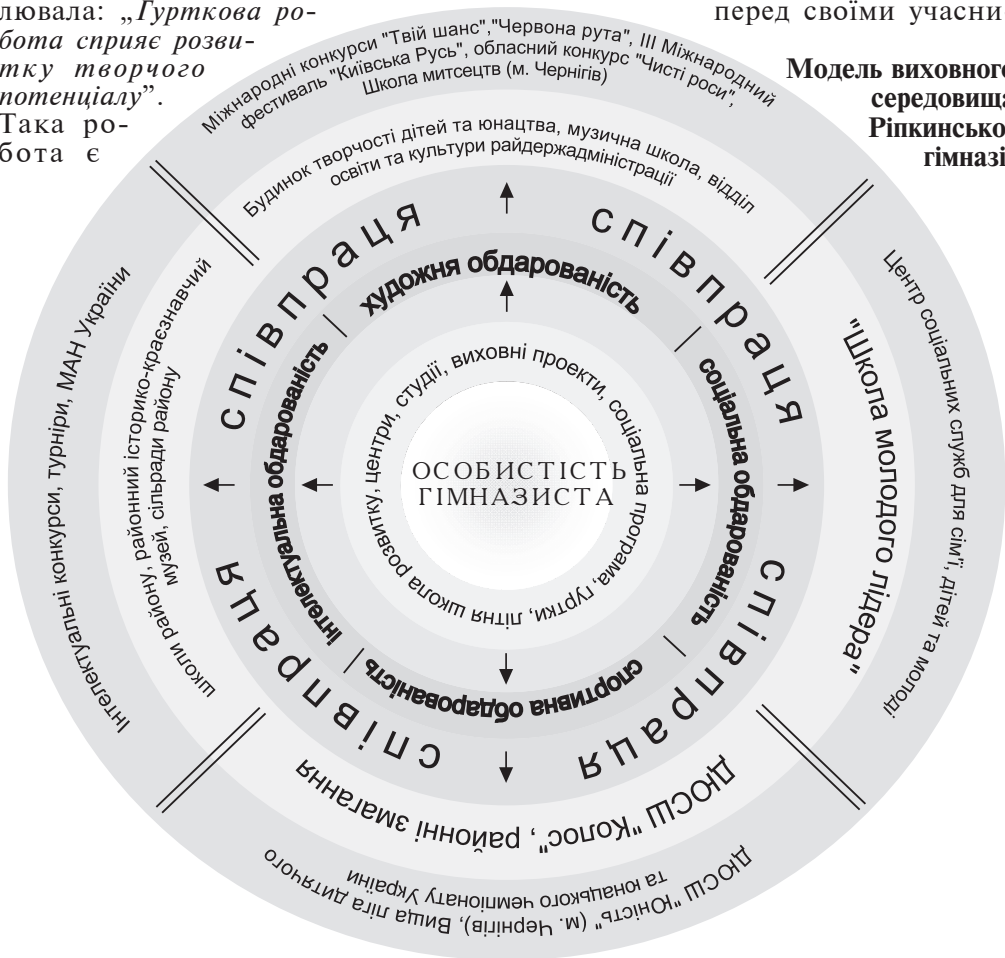 лювала: „Гурткова ро-
бота сприяє розви-
тку творчого
потенціалу”.
Така ро-
бота є
перед своїми учасни
Модель виховного
середовища
Ріпкинсько
гімназі
Міжнародні конкурси "Твій шанс","Червона рута", III Міжнародний
фестиваль "Київська Русь", обласний конкурс "Чисті роси",
Школа митсецтв (м. Чернігів)
Будинок творчості дітей та юнацтва, музична школа, відділ
освіти та культури райдержадміністрації
співпраця
співпраця
художня обдарованість
Інтелектуальні конкурси, турніри, МАН України
школи району, районний історико-краєзнавчий
музей, сільради району
інтелектуальна обдарованість
літня школа розвитку, центри, студії, виховні проекти, соціальна програма, гуртки,
ОСОБИСТІСТЬ
ГІМНАЗИСТА
соціальна обдарованість
"Школа молодого лідера"
Центр соціальних служб для сім'ї, дітей та молоді
спортивна обдарованість
співпраця
співпраця
ДЮСШ "Колос", районні змагання
ДЮСШ "Юність" (м. Чернігів), Вища ліга дитячого
та юнацького чемпіонату України